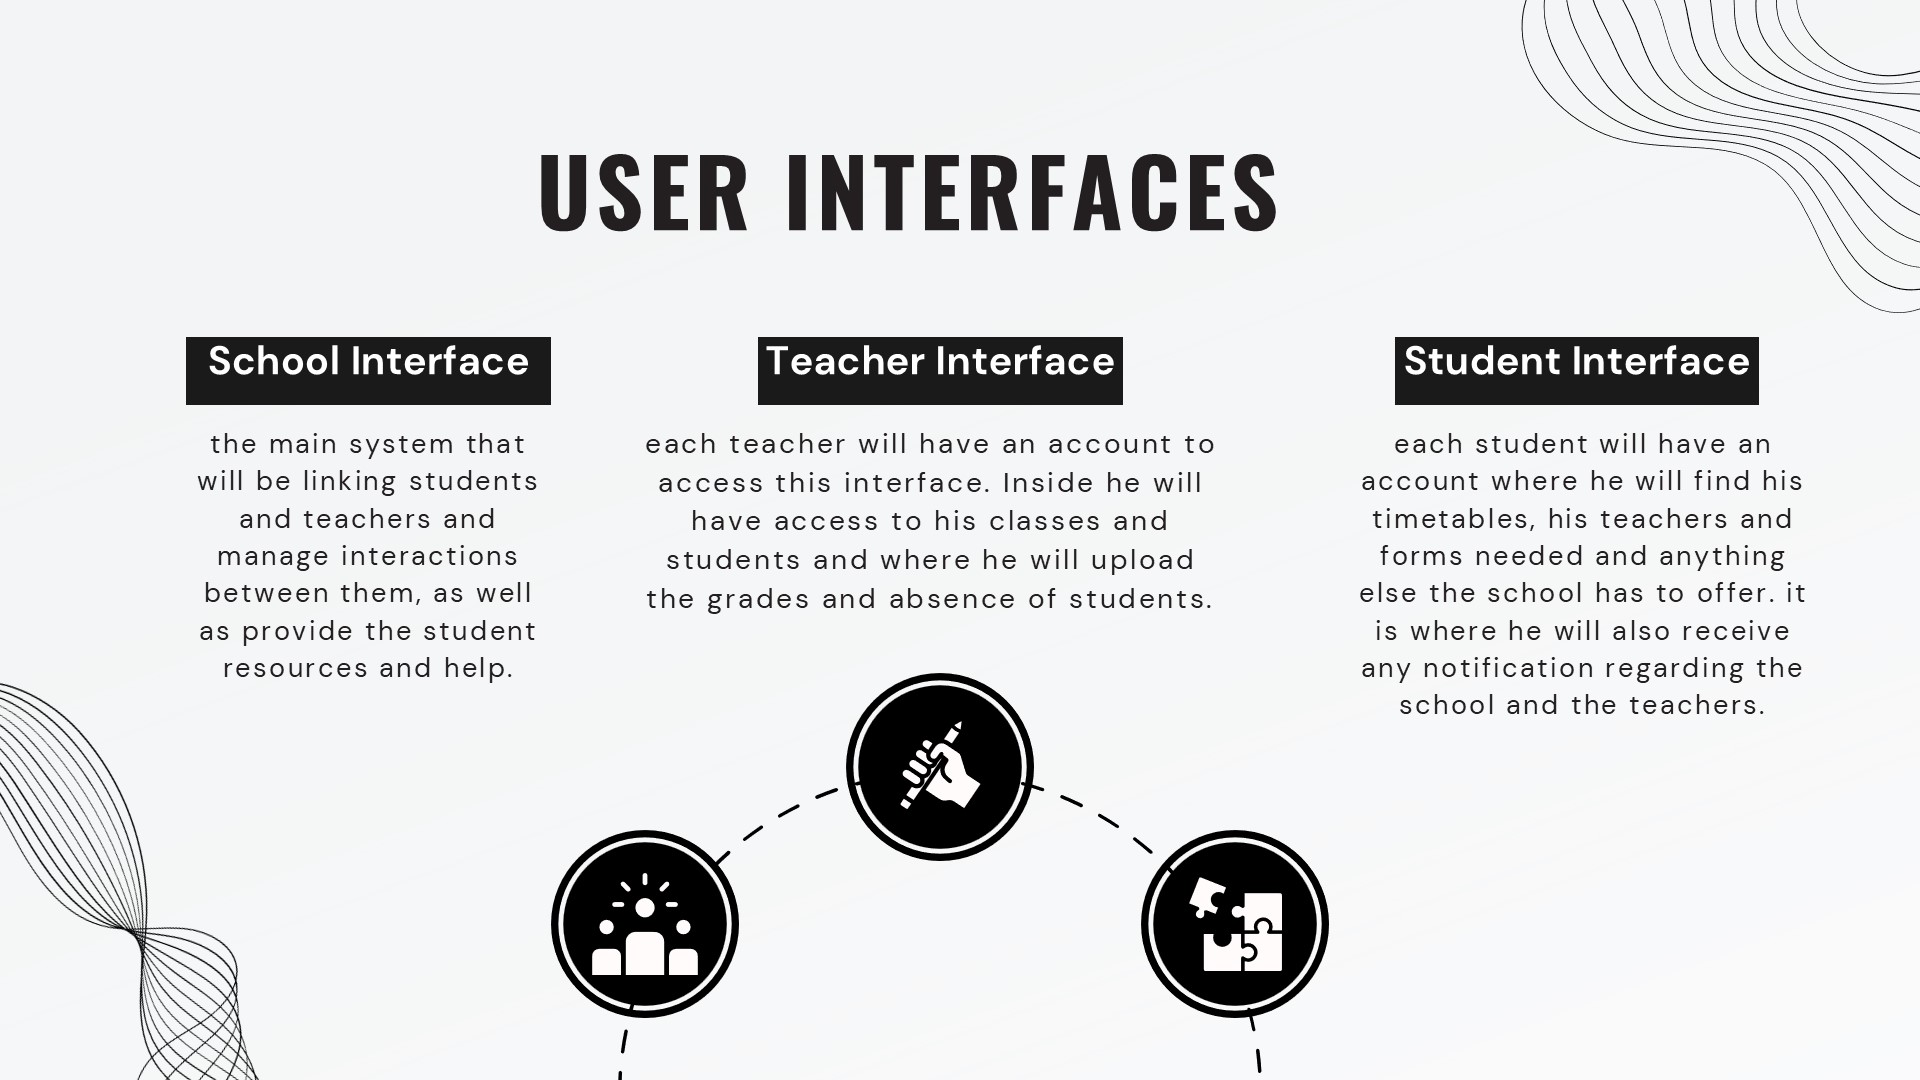 USER INTERFACES
School Interface
the main system that
will be linking students
and teachers and
manage interactions
between them, as well
as provide the student
resources and help.
Teacher Interface
each teacher will have an account to
access this interface. Inside he will
have access to his classes and
students and where he will upload
the grades and absence of students.
Student Interface
each student will have an
account where he will find his
timetables, his teachers and
forms needed and anything
else the school has to offer. it
is where he will also receive
any notification regarding the
school and the teachers.